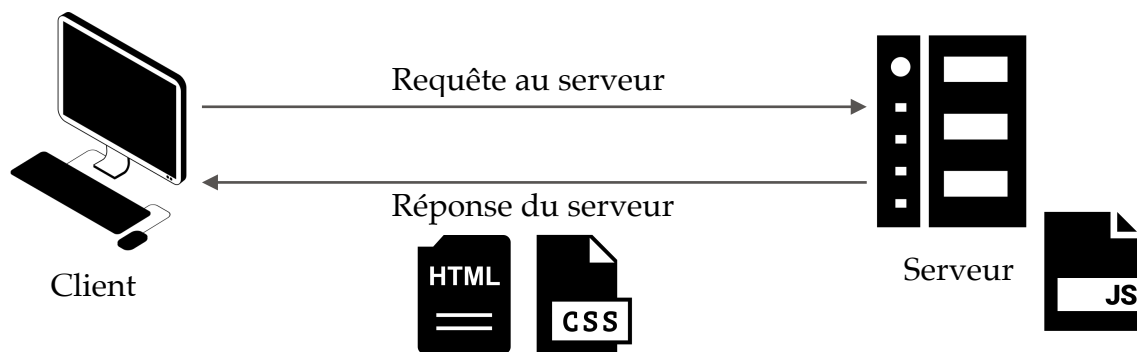 Requête au serveur
Réponse du serveur
Client
HTML
CSS
Serveur
JS